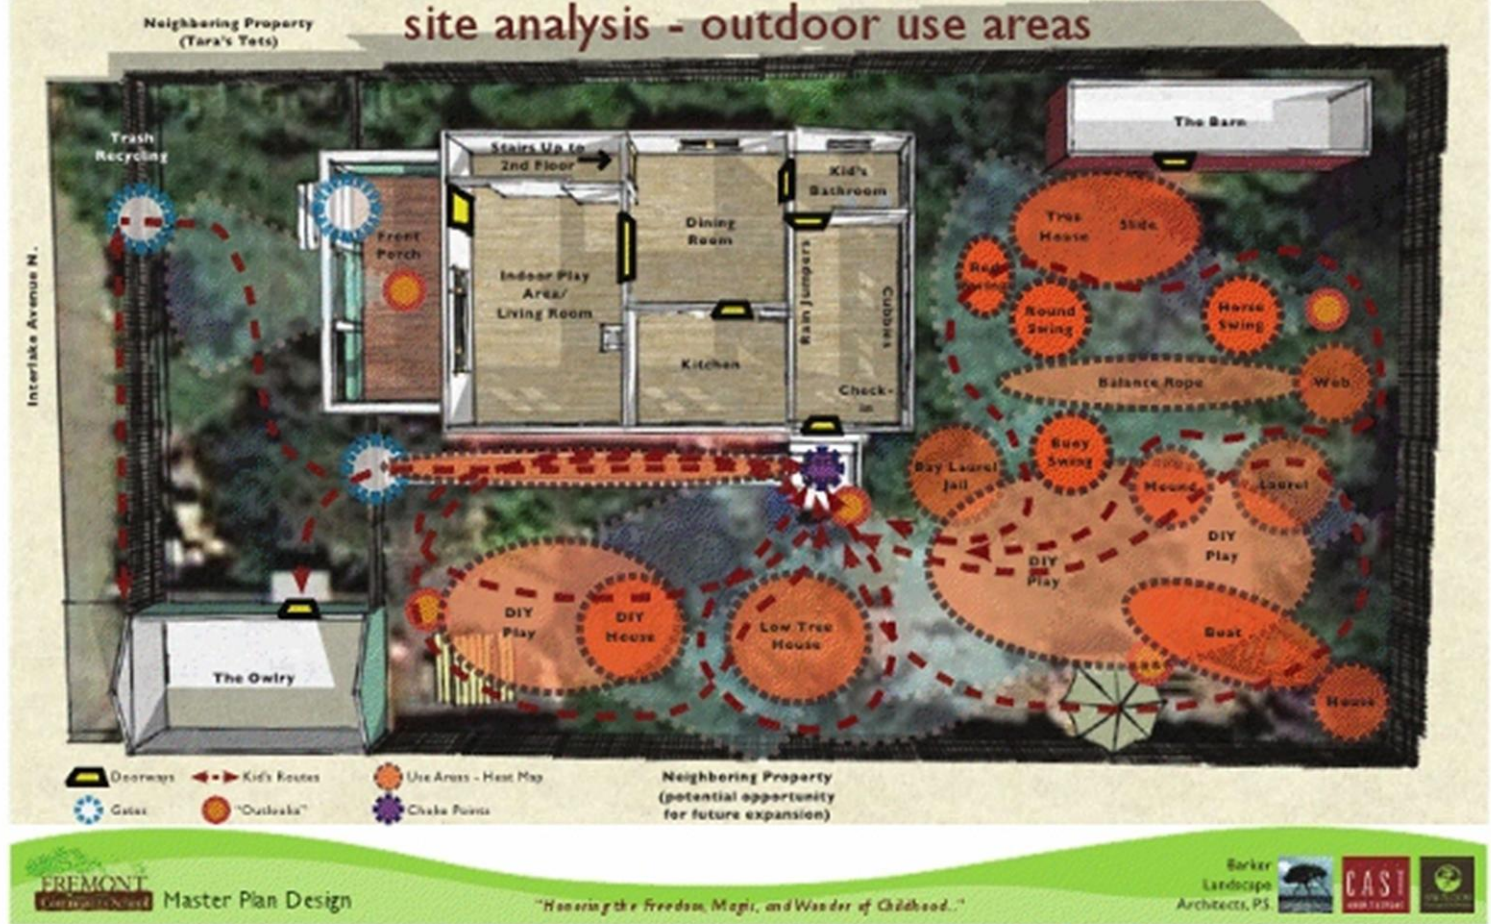 site analysis - outdoor use areas
Neighboring Property
(Tara's Tots)
Trash
Recycling
Interlake Avenue N.
Stairs Up to
2nd Floor
Front
Porch
Indoor Play
Area/
Living Room
Dining
Room
Kitchen
Kid's
Bathroom
Rain Jumpers
Cubbies
Check-
in
The Barn
Tree
House
Slide
Round
Swing
Horse
Swing
Balance Rope
Web
Buoy
Swing
Bay Laurel
Jail
Mound
Laurel
DIY
Play
DIY
Play
Boat
House
DIY
Play
DIY
House
Low Tree
House
The Owlry
Doorways
Kid's Routes
Use Areas - Heat Map
Gates
"Outlooks"
Choke Points
Neighboring Property
(potential opportunity
for future expansion)
FREMONT
Community School
Master Plan Design
"Honoring the Freedom, Magic, and Wonder of Childhood..."
Barker
Landscape
Architects, P.S.
CAST